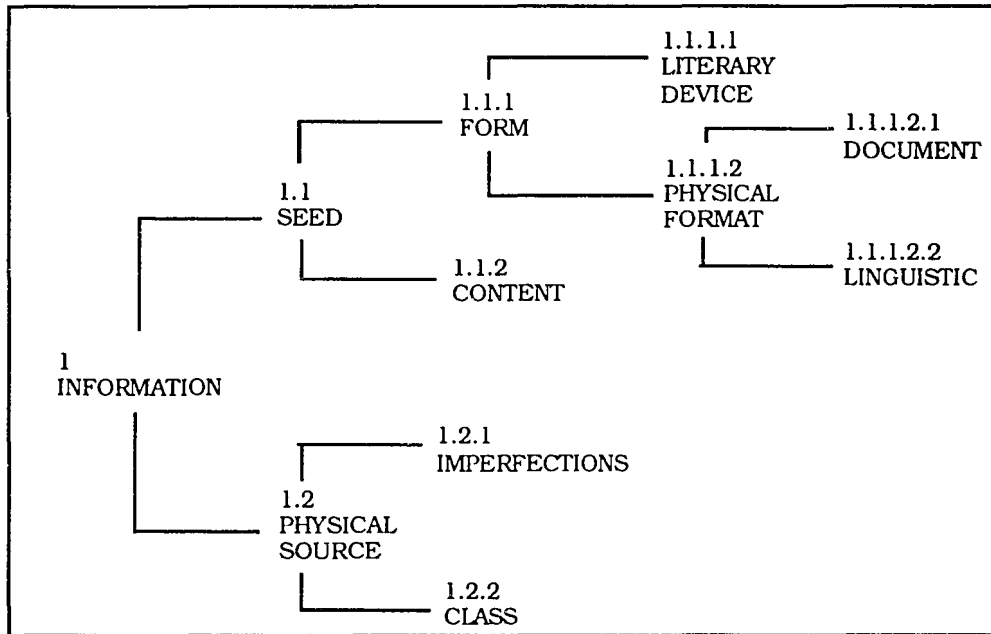 1.1.1.1
LITERARY
DEVICE
1.1.1
FORM
1.1.1.2.1
DOCUMENT
1.1.1.2
PHYSICAL
FORMAT
1.1
SEED
1.1.1.2.2
LINGUISTIC
1.1.2
CONTENT
1
INFORMATION
1.2.1
IMPERFECTIONS
1.2
PHYSICAL
SOURCE
1.2.2
CLASS